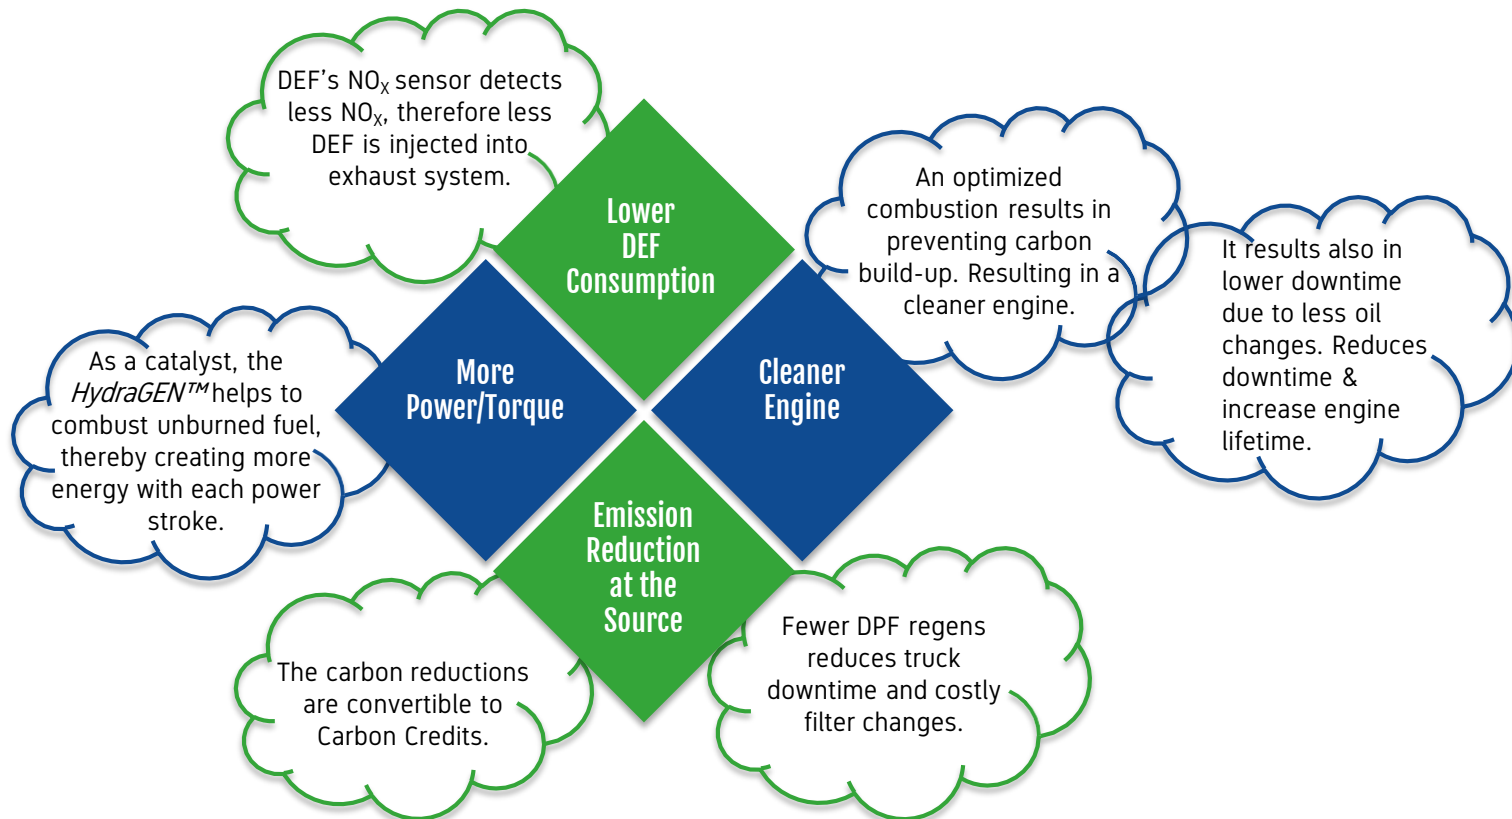 DEF's NOX sensor detects
less NOX, therefore less
DEF is injected into
exhaust system.
Lower
DEF
Consumption
An optimized
combustion results in
preventing carbon
build-up. Resulting in a
cleaner engine.
It results also in
lower downtime
due to less oil
changes. Reduces
downtime &
increase engine
lifetime.
As a catalyst, the
HydraGEN™ helps to
combust unburned fuel,
thereby creating more
energy with each power
stroke.
More
Power/Torque
Cleaner
Engine
Emission
Reduction
at the
Source
The carbon reductions
are convertible to
Carbon Credits.
Fewer DPF regens
reduces truck
downtime and costly
filter changes.